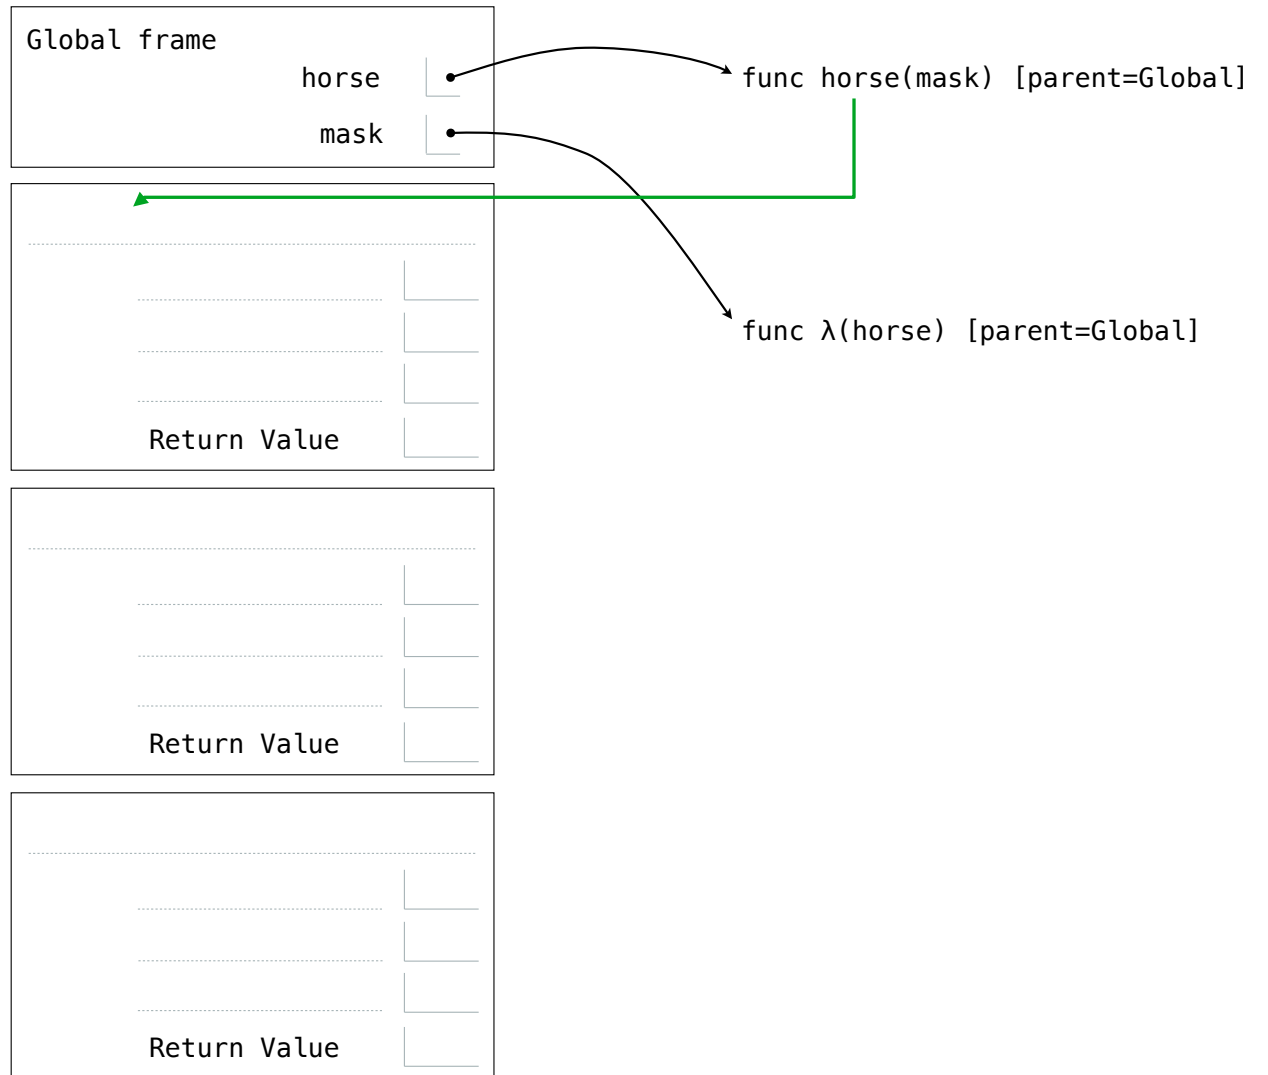 Global frame
horse
func horse(mask) [parent=Global]
mask
func λ(horse) [parent=Global]
Return Value
Return Value
Return Value